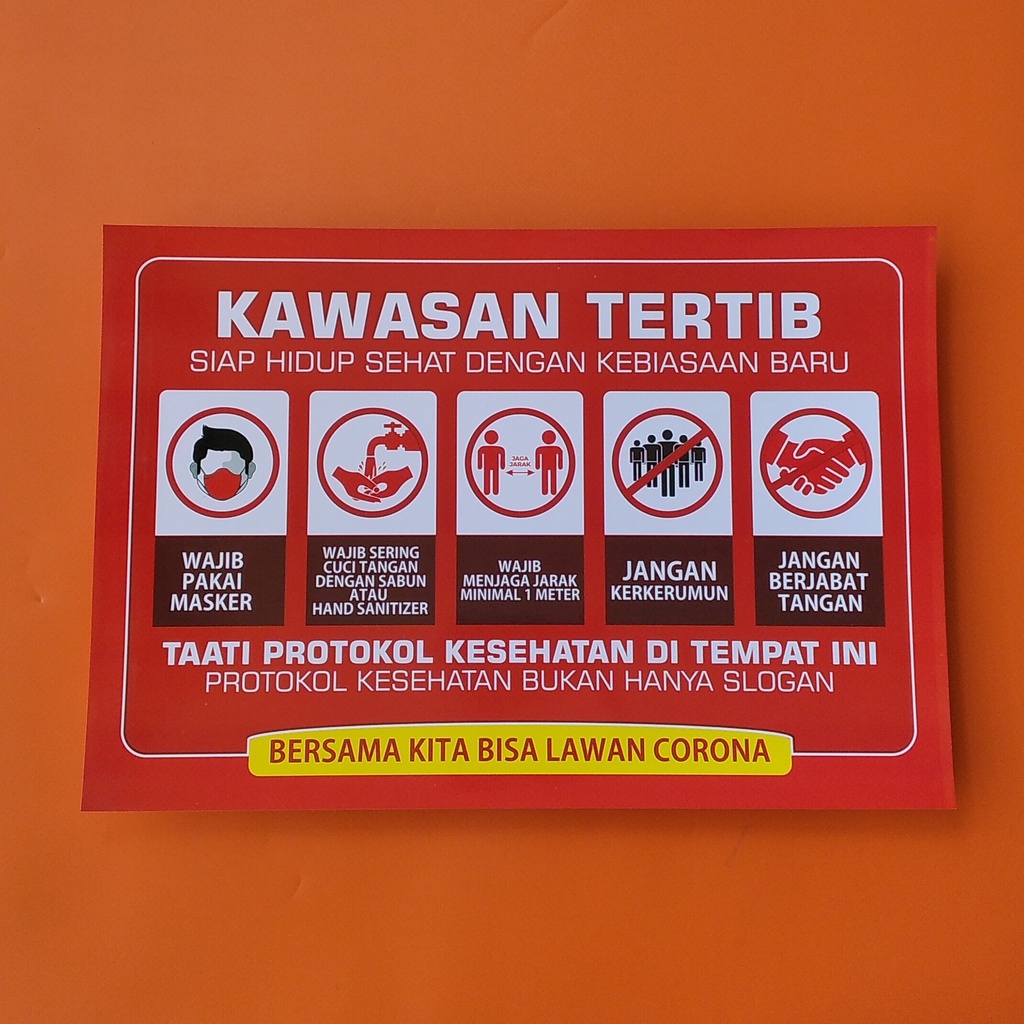 KAWASAN TERTIB
SIAP HIDUP SEHAT DENGAN KEBIASAAN BARU
JAGA
JARAK
WAJIB
PAKAI
MASKER
WAJIB SERING
CUCI TANGAN
DENGAN SABUN
ATAU
HAND SANITIZER
WAJIB
MENJAGA JARAK
MINIMAL 1 METER
JANGAN
KERKERUMUN
JANGAN
BERJABAT
TANGAN
TAATI PROTOKOL KESEHATAN DI TEMPAT INI
PROTOKOL KESEHATAN BUKAN HANYA SLOGAN
BERSAMA KITA BISA LAWAN CORONA